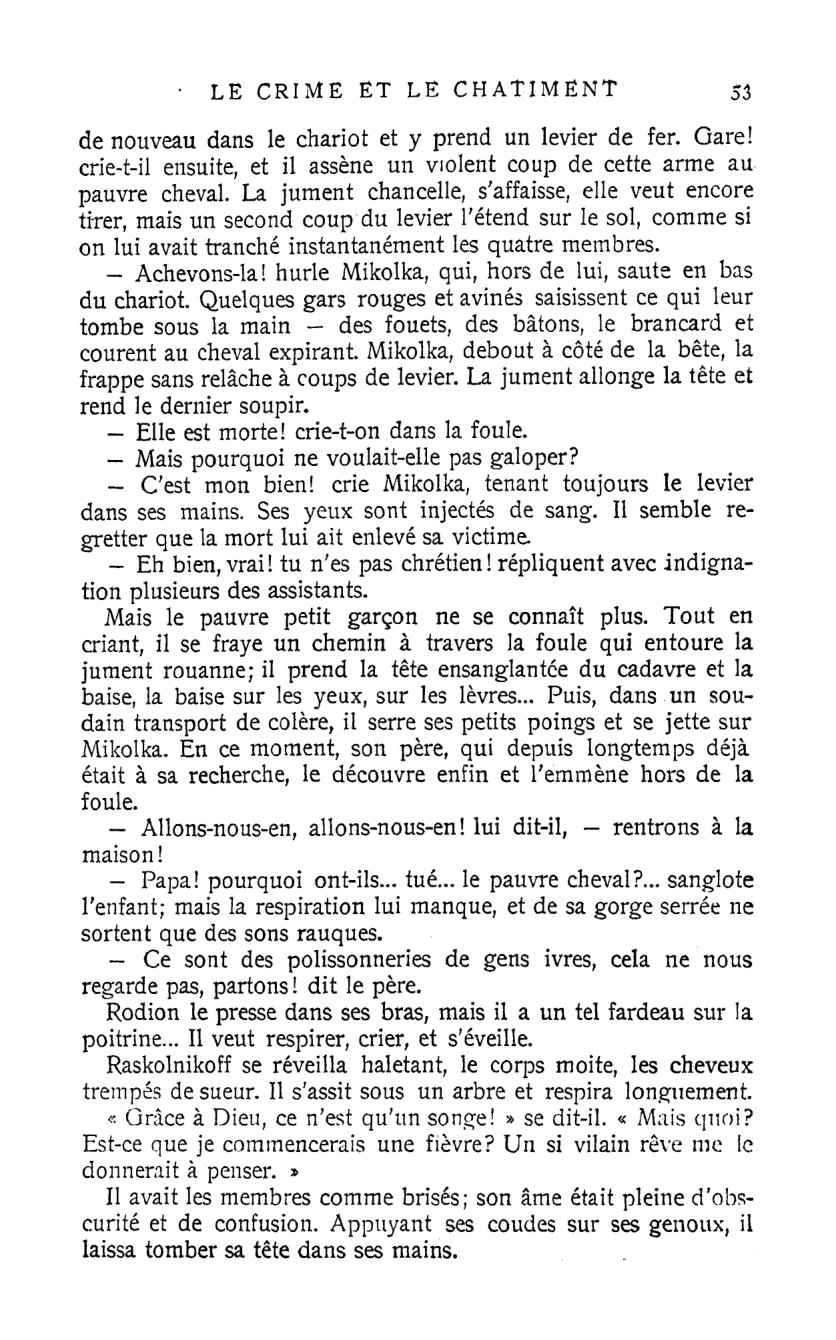 LE CRIME ET LE CHATIMENT 53
de nouveau dans le chariot et y prend un levier de fer. Gare!
crie-t-il ensuite, et il assène un violent coup de cette arme au
pauvre cheval. La jument chancelle, s'affaisse, elle veut encore
tirer, mais un second coup du levier l'étend sur le sol, comme si
on lui avait tranché instantanément les quatre membres.
— Achevons-la! hurle Mikolka, qui, hors de lui, saute en bas
du chariot. Quelques gars rouges et avinés saisissent ce qui leur
tombe sous la main — des fouets, des bâtons, le brancard et
courent au cheval expirant. Mikolka, debout à côté de la bête, la
frappe sans relâche à coups de levier. La jument allonge la tête et
rend le dernier soupir.
— Elle est morte! crie-t-on dans la foule.
— Mais pourquoi ne voulait-elle pas galoper?
— C'est mon bien! crie Mikolka, tenant toujours le levier
dans ses mains. Ses yeux sont injectés de sang. Il semble re-
gretter que la mort lui ait enlevé sa victime.
— Eh bien, vrai! tu n'es pas chrétien! répliquent avec indigna-
tion plusieurs des assistants.
Mais le pauvre petit garçon ne se connaît plus. Tout en
criant, il se fraye un chemin à travers la foule qui entoure la
jument rouanne; il prend la tête ensanglantée du cadavre et la
baise, la baise sur les yeux, sur les lèvres... Puis, dans un sou-
dain transport de colère, il serre ses petits poings et se jette sur
Mikolka. En ce moment, son père, qui depuis longtemps déjà
était à sa recherche, le découvre enfin et l'emmène hors de la
foule.
— Allons-nous-en, allons-nous-en! lui dit-il, — rentrons à la
maison!
— Papa! pourquoi ont-ils... tué... le pauvre cheval?... sanglote
l'enfant; mais la respiration lui manque, et de sa gorge serrée ne
sortent que des sons rauques.
— Ce sont des polissonneries de gens ivres, cela ne nous
regarde pas, partons! dit le père.
Rodion le presse dans ses bras, mais il a un tel fardeau sur la
poitrine... Il veut respirer, crier, et s'éveille.
Raskolnikoff se réveilla haletant, le corps moite, les cheveux
trempés de sueur. Il s'assit sous un arbre et respira longuement.
« Grâce à Dieu, ce n'est qu'un songe! » se dit-il. « Mais quoi?
Est-ce que je commencerais une fièvre? Un si vilain rêve me le
donnerait à penser. »
Il avait les membres comme brisés; son âme était pleine d'obs-
curité et de confusion. Appuyant ses coudes sur ses genoux, il
laissa tomber sa tête dans ses mains.